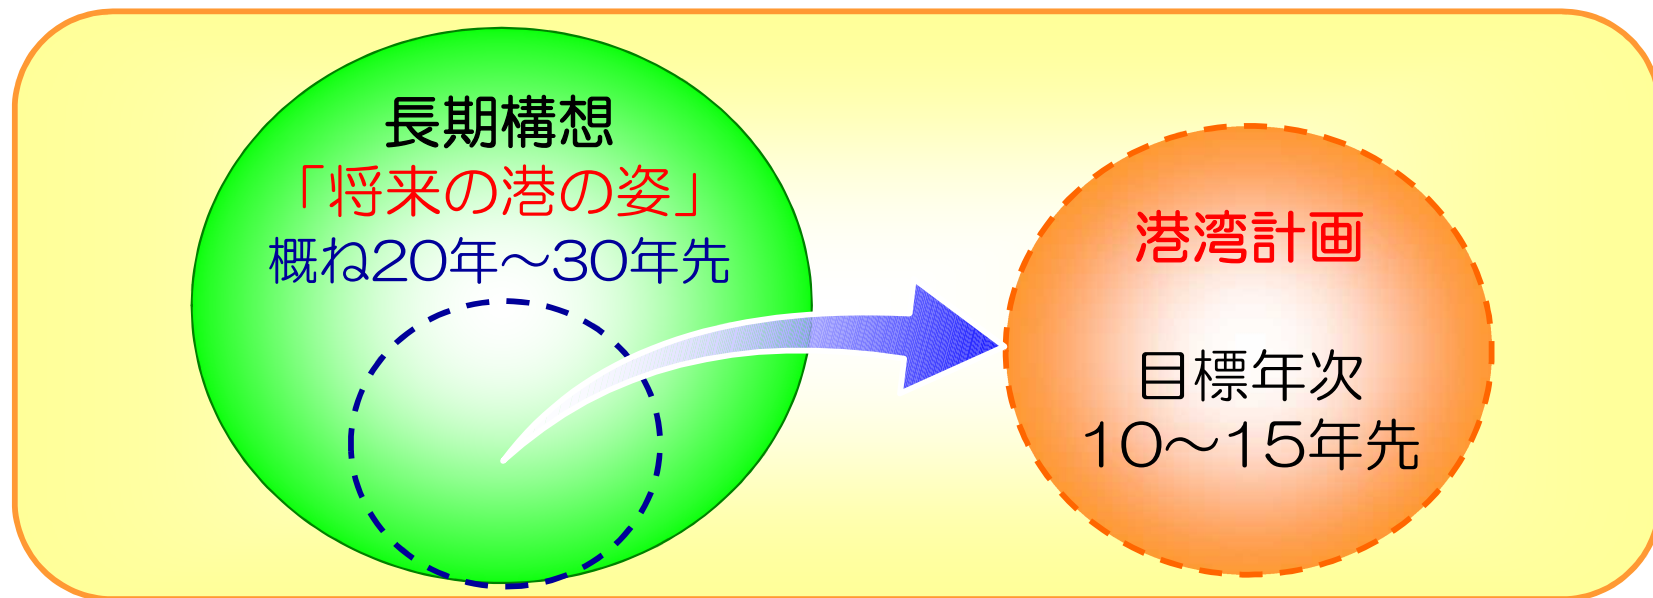 長期構想
「将来の港の姿」
概ね20年～30年先
港湾計画
目標年次
10～15年先